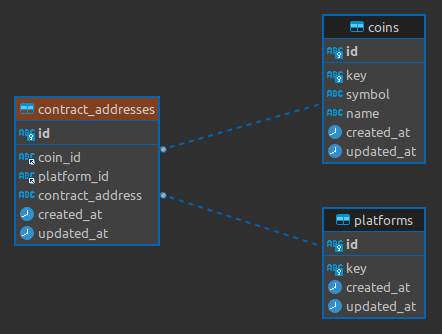 contract_addresses
id
coin_id
platform_id
contract_address
created_at
updated_at
coins
id
key
symbol
name
created_at
updated_at
platforms
id
key
created_at
updated_at